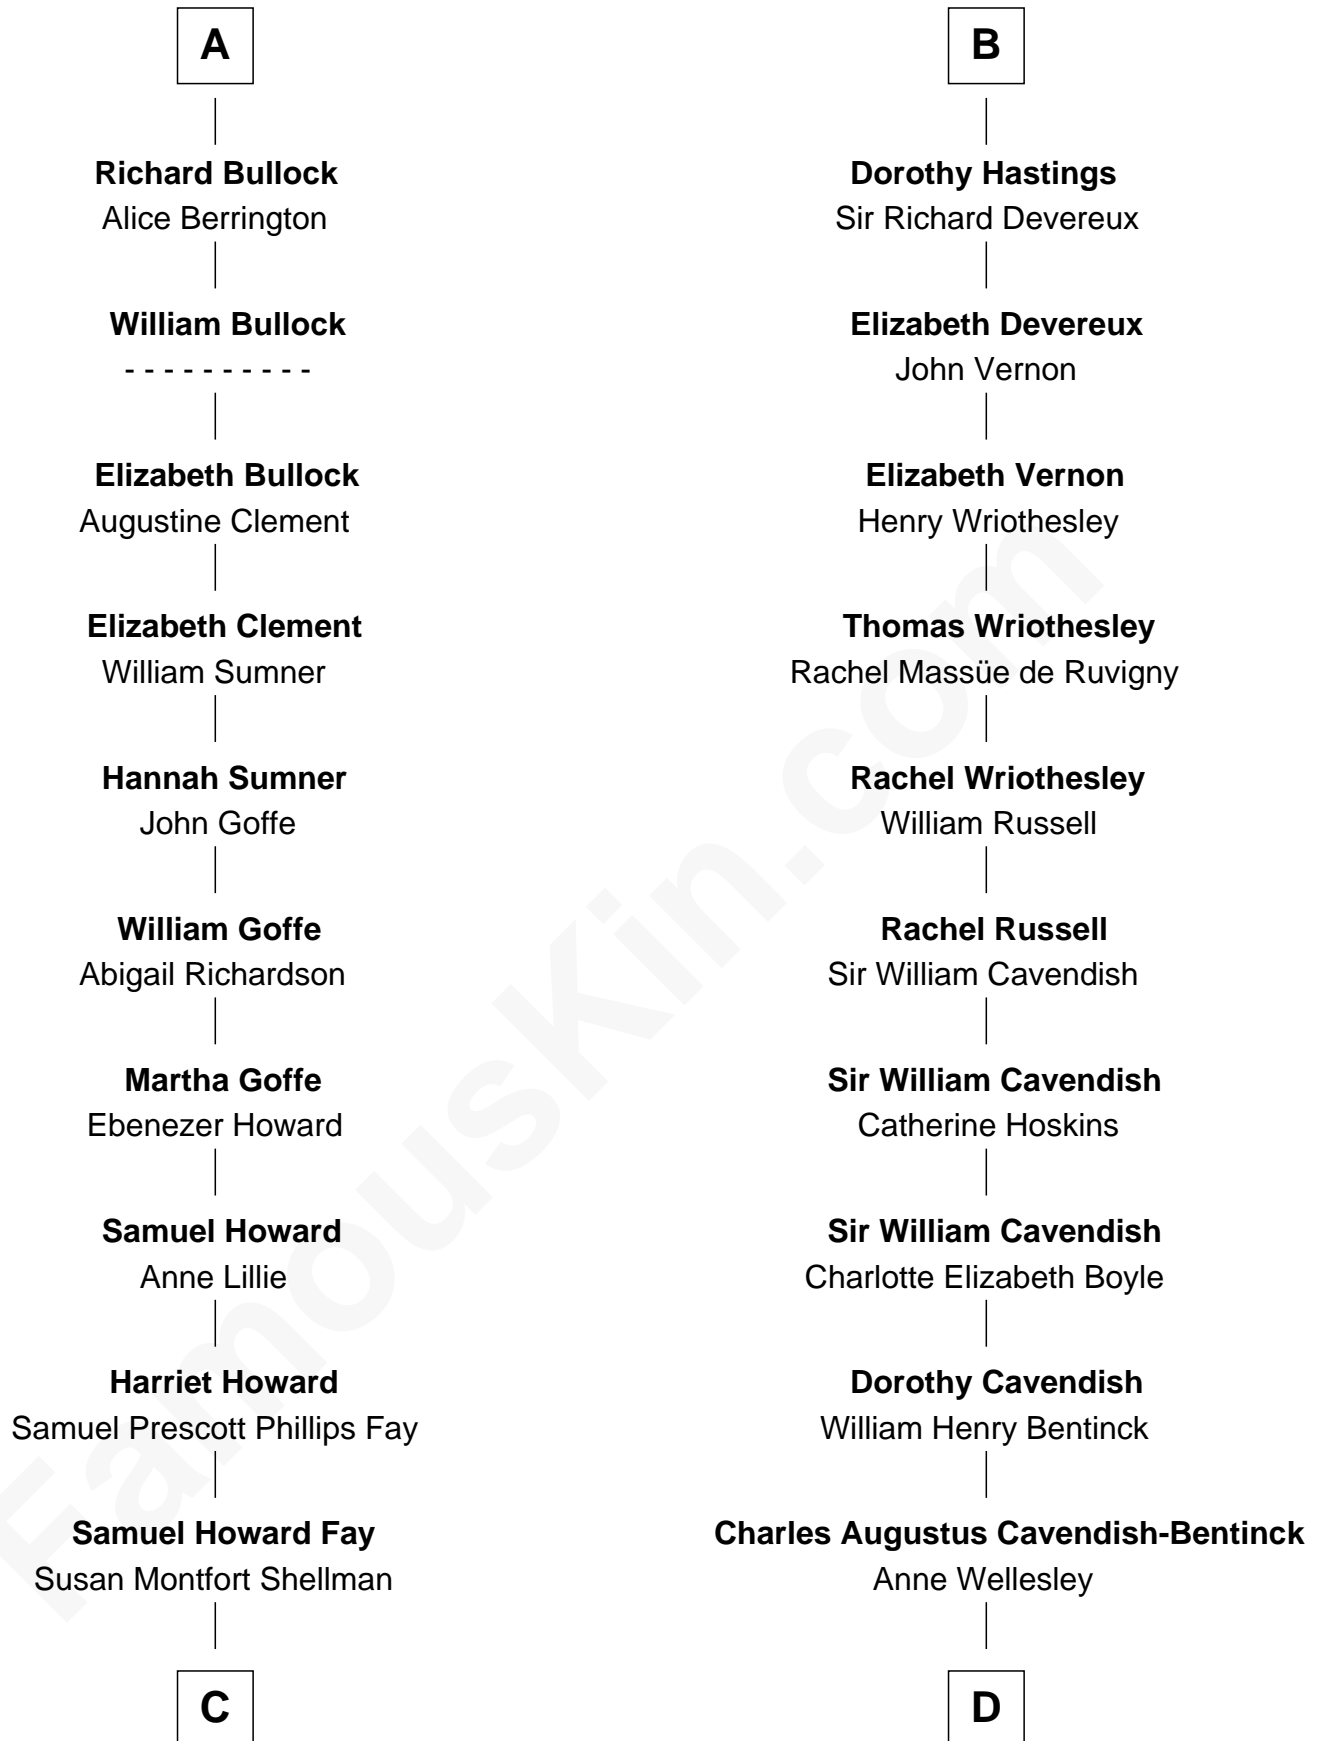 A
Richard Bullock
Alice Berrington
William Bullock
- - - - - - - - - -
Elizabeth Bullock
Augustine Clement
Elizabeth Clement
William Sumner
Hannah Sumner
John Goffe
William Goffe
Abigail Richardson
Martha Goffe
Ebenezer Howard
Samuel Howard
Anne Lillie
Harriet Howard
Samuel Prescott Phillips Fay
Samuel Howard Fay
Susan Montfort Shellman
C
B
Dorothy Hastings
Sir Richard Devereux
Elizabeth Devereux
John Vernon
Elizabeth Vernon
Henry Wriothesley
Thomas Wriothesley
Rachel Massüe de Ruvigny
Rachel Wriothesley
William Russell
Rachel Russell
Sir William Cavendish
Sir William Cavendish
Catherine Hoskins
Sir William Cavendish
Charlotte Elizabeth Boyle
Dorothy Cavendish
William Henry Bentinck
Charles Augustus Cavendish-Bentinck
Anne Wellesley
D
FamousKin.com